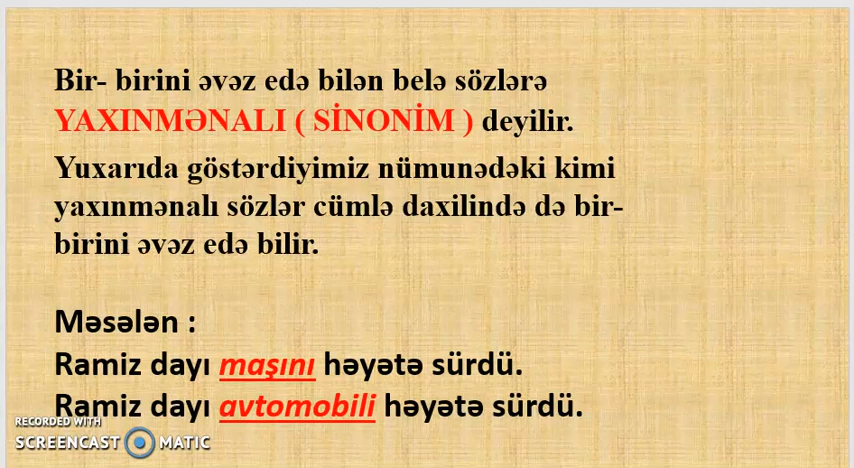 Bir- birini əvəz edə bilən belə sözlərə
YAXINMƏNALI ( SİNONİM ) deyilir.
Yuxarıda göstərdiyimiz nümunədəki kimi
yaxınmənalı sözlər cümlə daxilində də bir-
birini əvəz edə bilir.
Məsələn :
Ramiz dayı maşını həyətə sürdü.
Ramiz dayı avtomobili həyətə sürdü.
RECORDED WITH
SCREENCAST MATIC